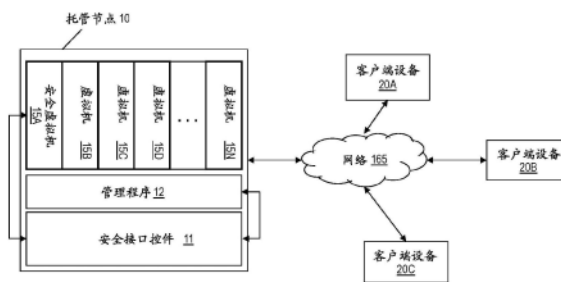 托管节点 10
安全虚拟机
15A
虚拟机
15B
虚拟机
15C
虚拟机
15D
...
虚拟机
15N
管理程序 12
安全接口控件 11
网络 165
客户端设备
20A
客户端设备
20B
客户端设备
20C